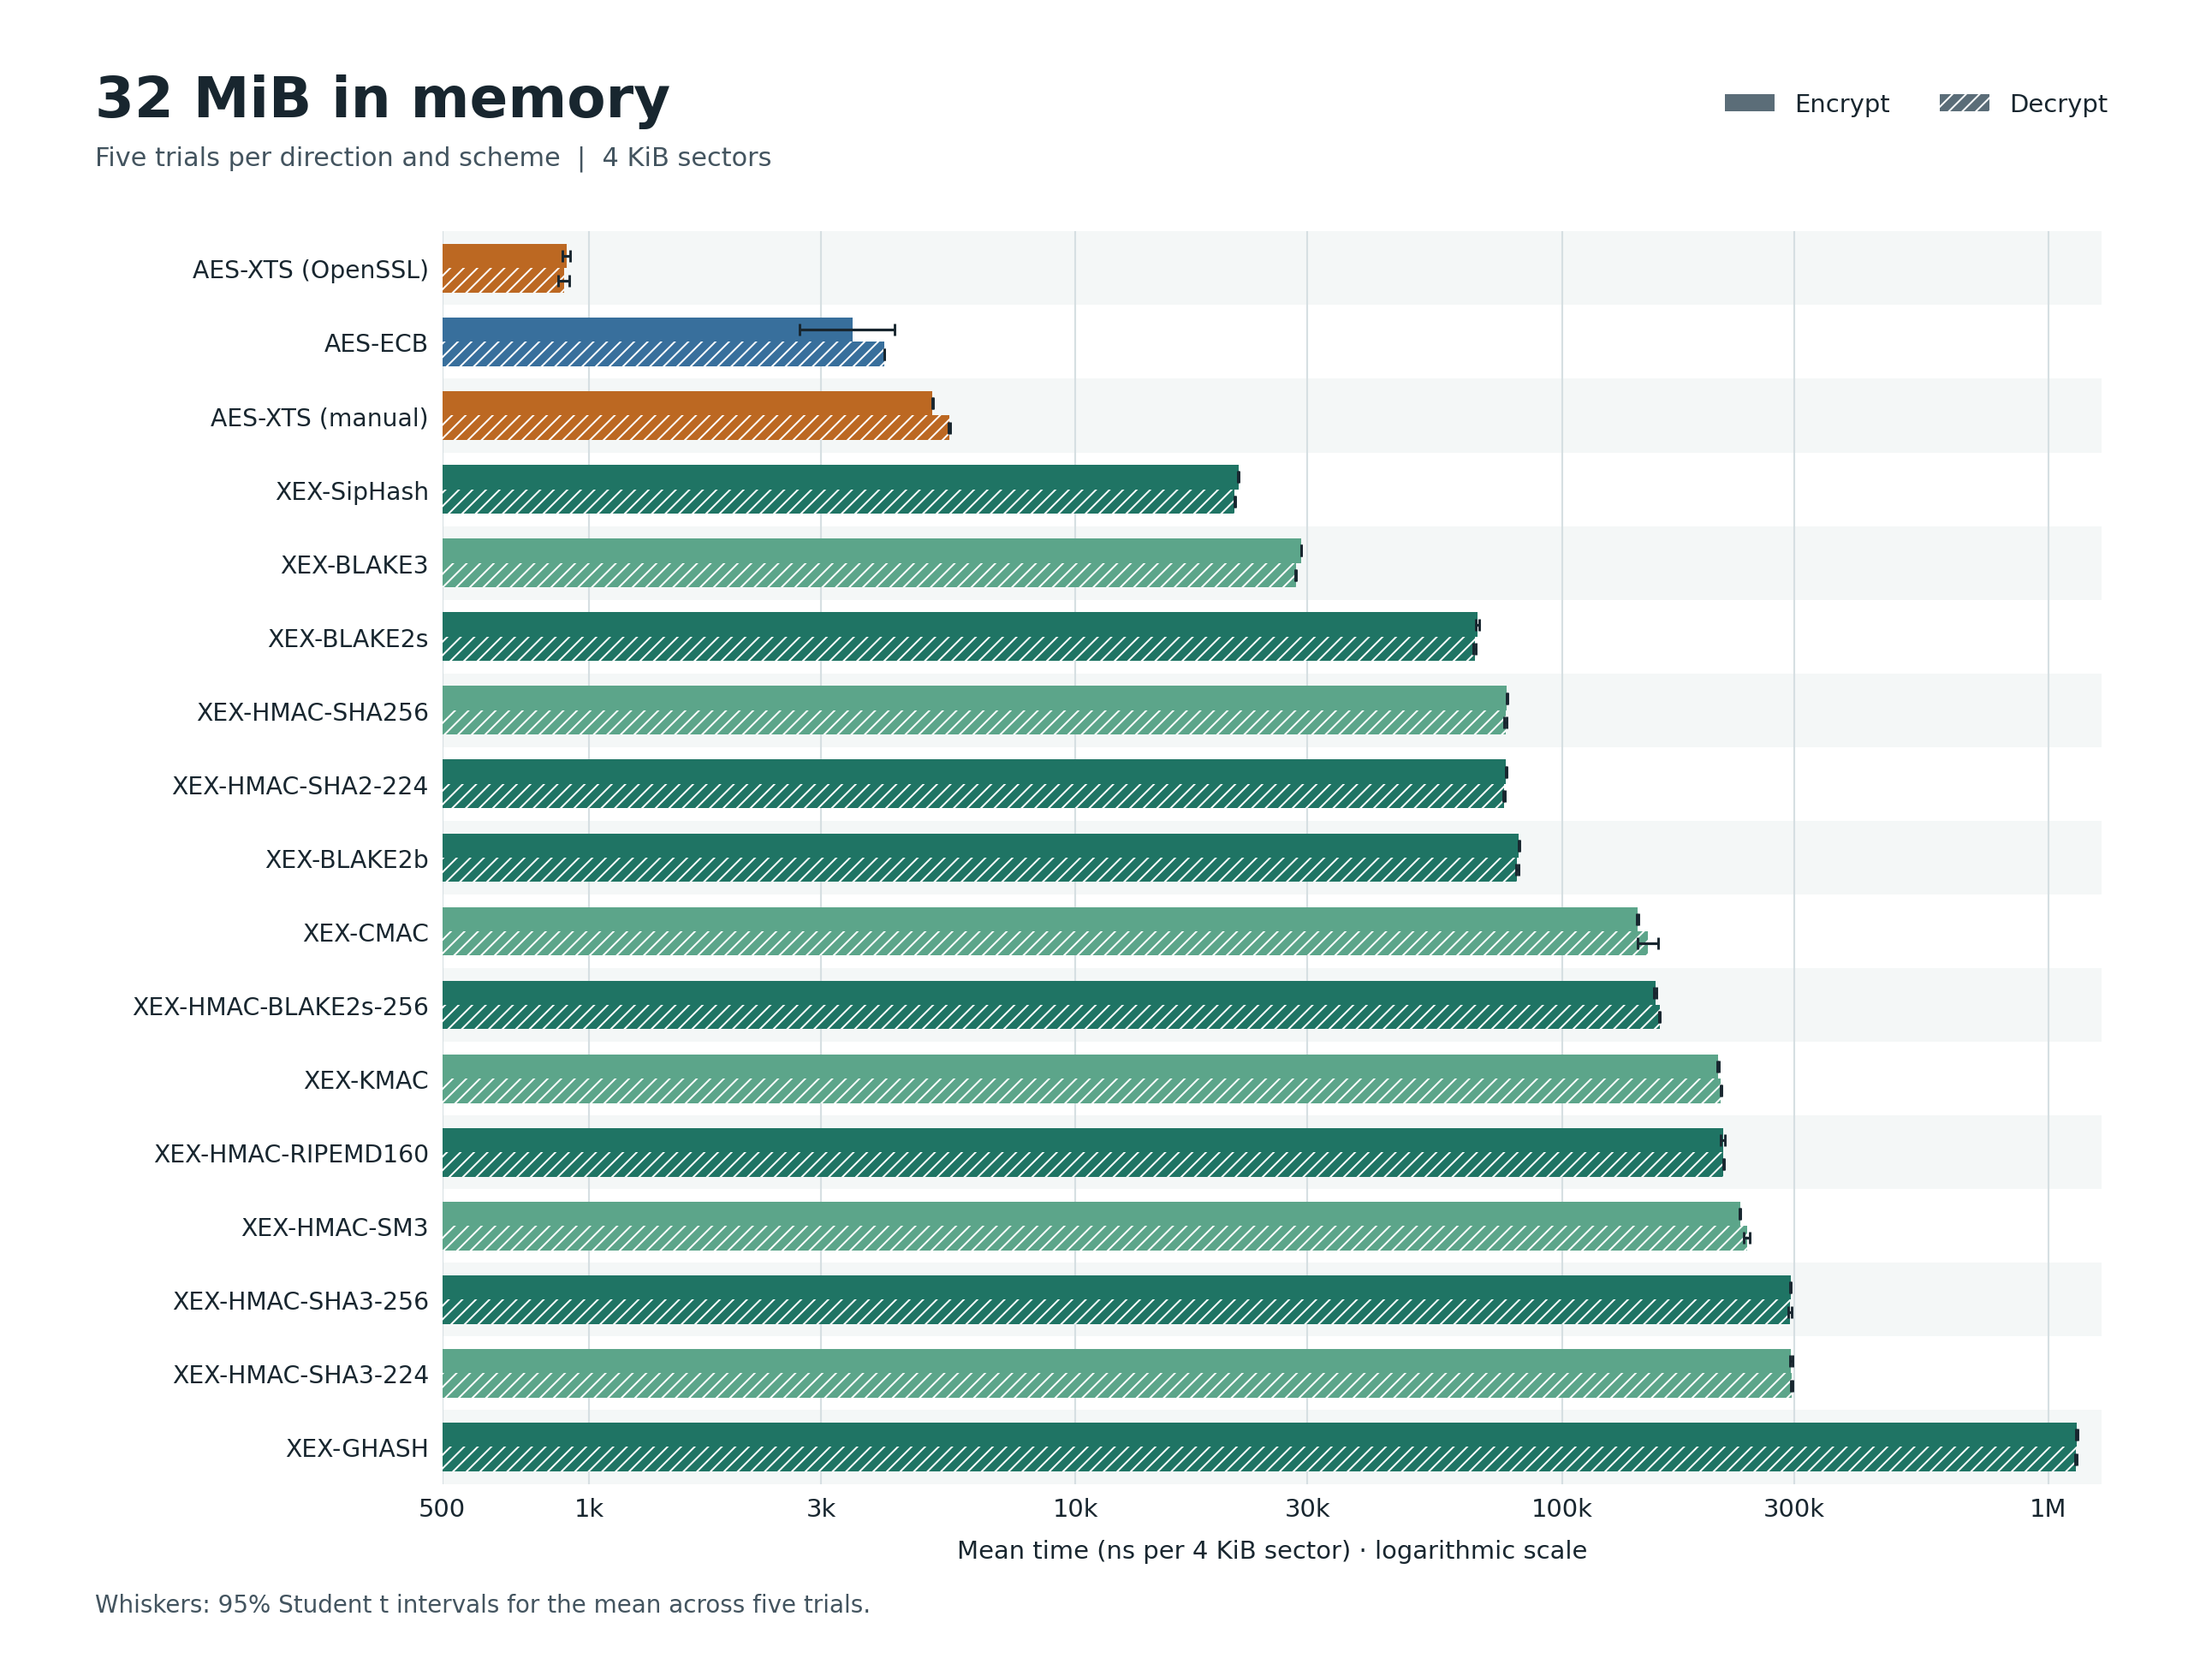 32 MiB in memory
Encrypt
Decrypt
Five trials per direction and scheme | 4 KiB sectors
AES-XTS (OpenSSL)
AES-ECB
AES-XTS (manual)
XEX-SipHash
XEX-BLAKE3
XEX-BLAKE2s
XEX-HMAC-SHA256
XEX-HMAC-SHA2-224
XEX-BLAKE2b
XEX-CMAC
XEX-HMAC-BLAKE2s-256
XEX-KMAC
XEX-HMAC-RIPEMD160
XEX-HMAC-SM3
XEX-HMAC-SHA3-256
XEX-HMAC-SHA3-224
XEX-GHASH
500 1k 3k 10k 30k 100k 300k 1M
Mean time (ns per 4 KiB sector) · logarithmic scale
Whiskers: 95% Student t intervals for the mean across five trials.